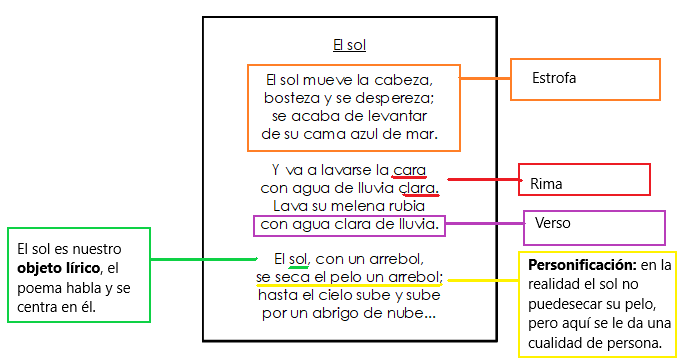 El sol
El sol mueve la cabeza,
bosteza y se despereza;
se acaba de levantar
de su cama azul de mar.
Estrofa
Y va a lavarse la cara
con agua de lluvia clara.
Lava su melena rubia
con agua clara de lluvia.
Rima
Verso
El sol es nuestro
objeto lírico, el
poema habla y se
centra en él.
El sol, con un arrebol,
se seca el pelo un arrebol;
hasta el cielo sube y sube
por un abrigo de nube...
Personificación: en la
realidad el sol no
puedesecar su pelo,
pero aquí se le da una
cualidad de persona.